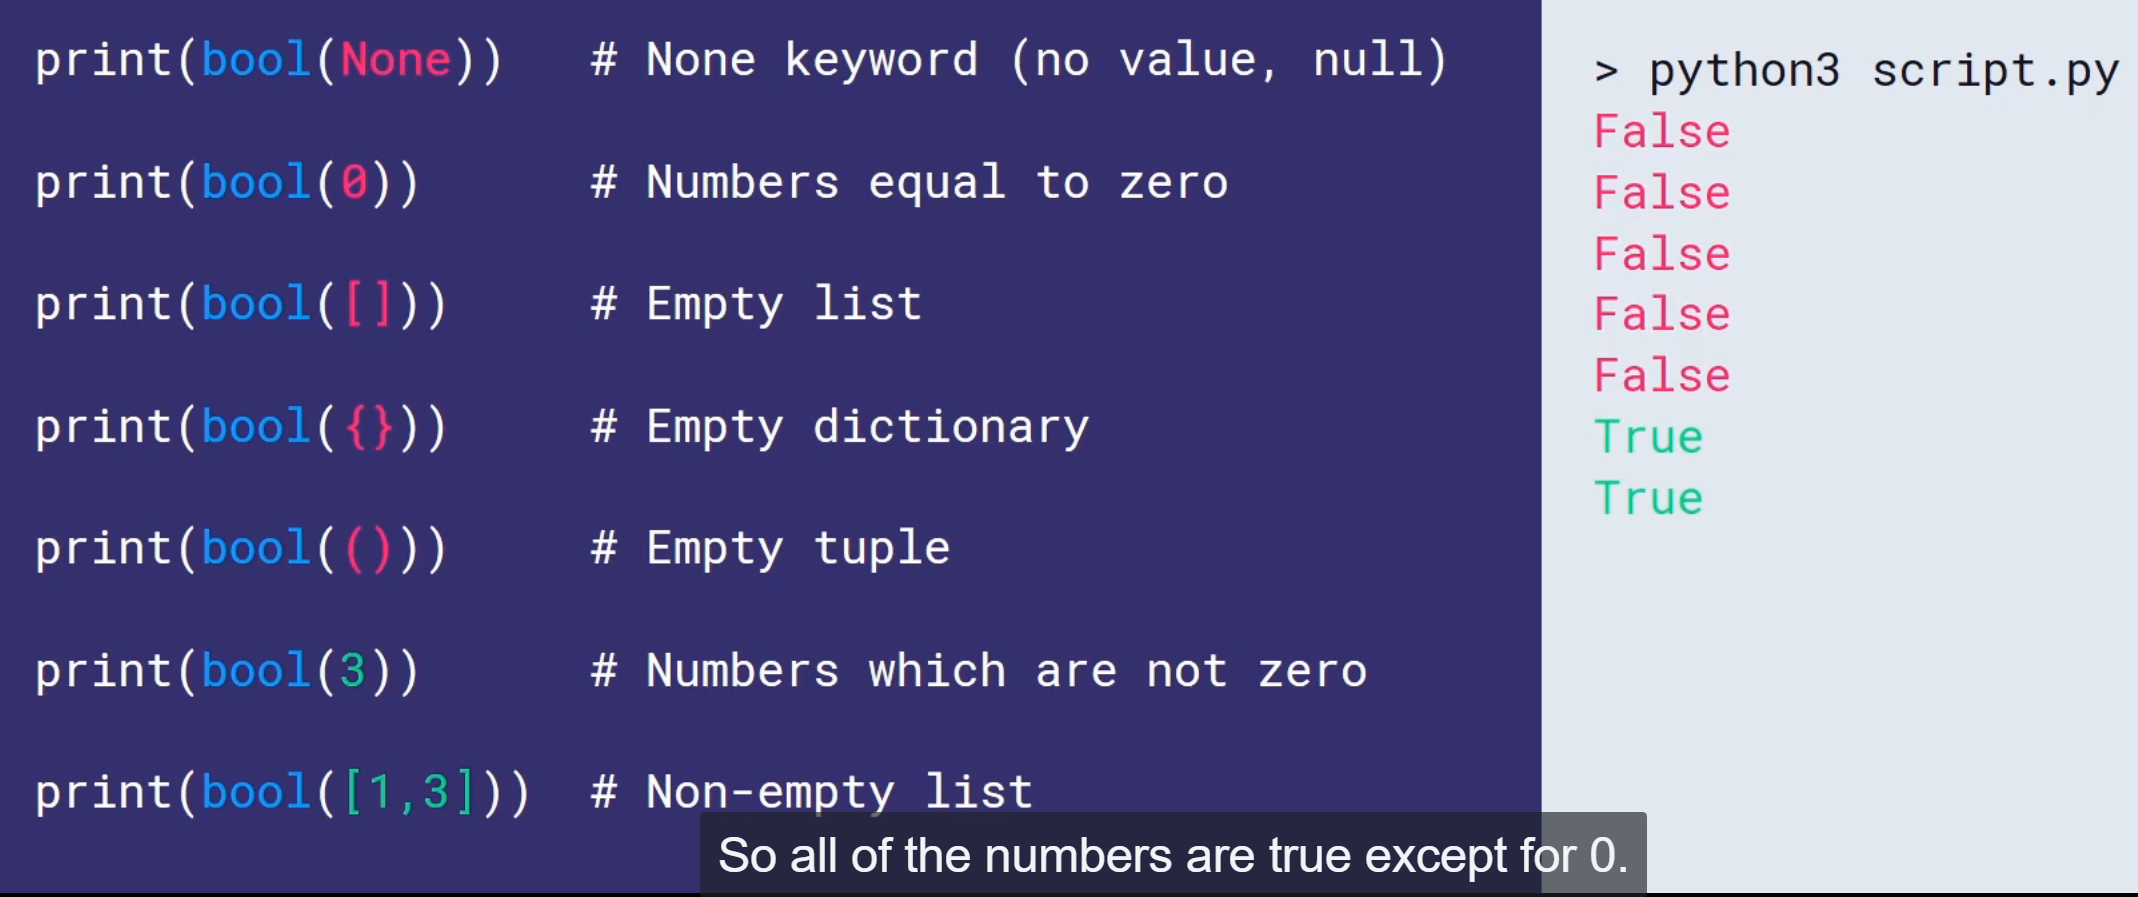 print(bool(None))   # None keyword (no value, null)
print(bool(0))      # Numbers equal to zero
print(bool([]))     # Empty list
print(bool({}))     # Empty dictionary
print(bool(()))     # Empty tuple
print(bool(3))      # Numbers which are not zero
print(bool([1,3]))  # Non-empty list
> python3 script.py
False
False
False
False
False
True
True
So all of the numbers are true except for 0.